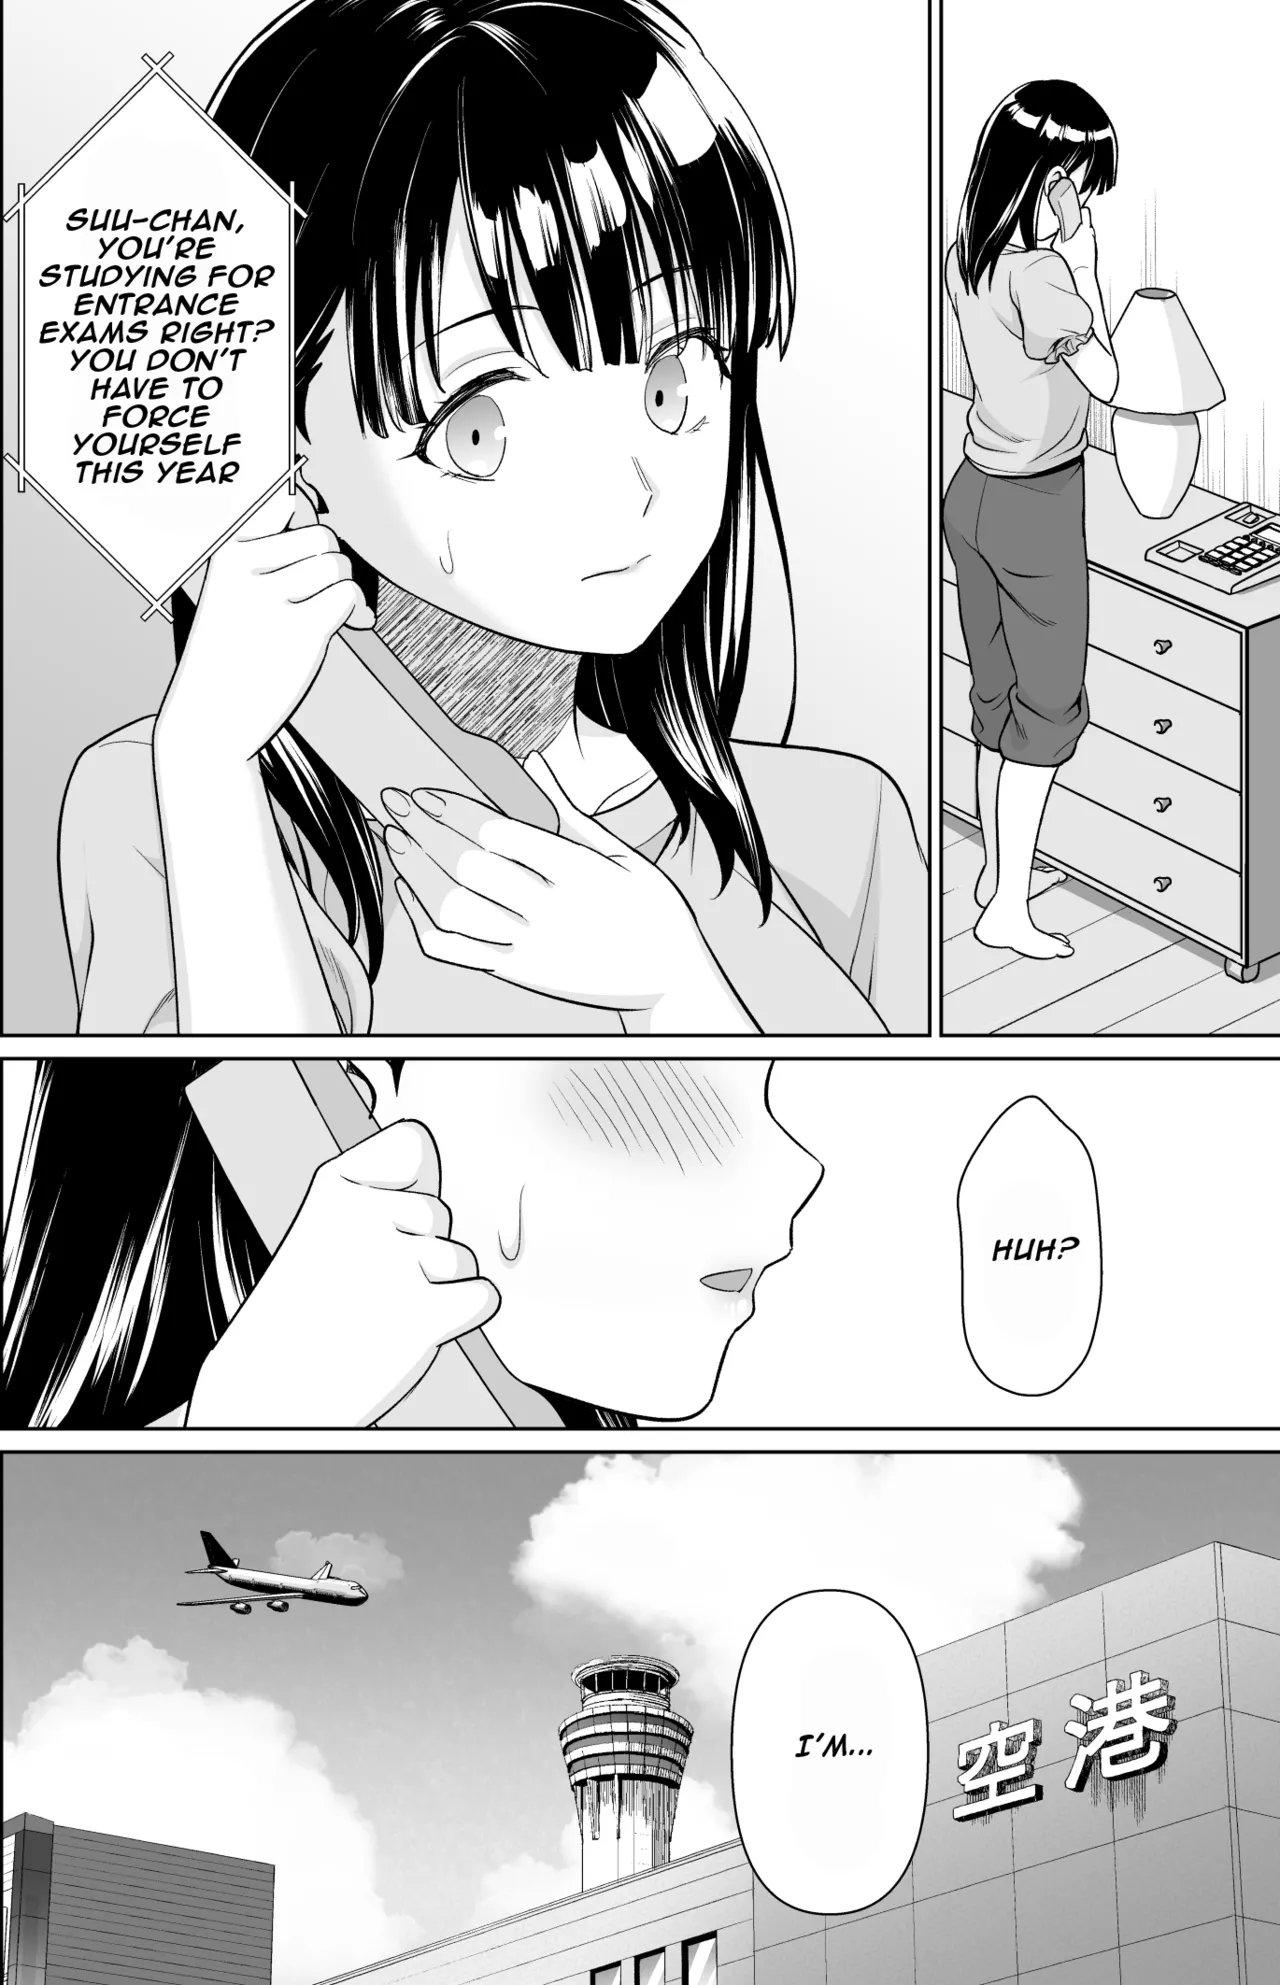 SUU-CHAN,
YOU'RE
STUDYING FOR
ENTRANCE
EXAMS RIGHT?
YOU DON'T
HAVE TO
FORCE
YOURSELF
THIS YEAR
HUH?
I'M...
空港